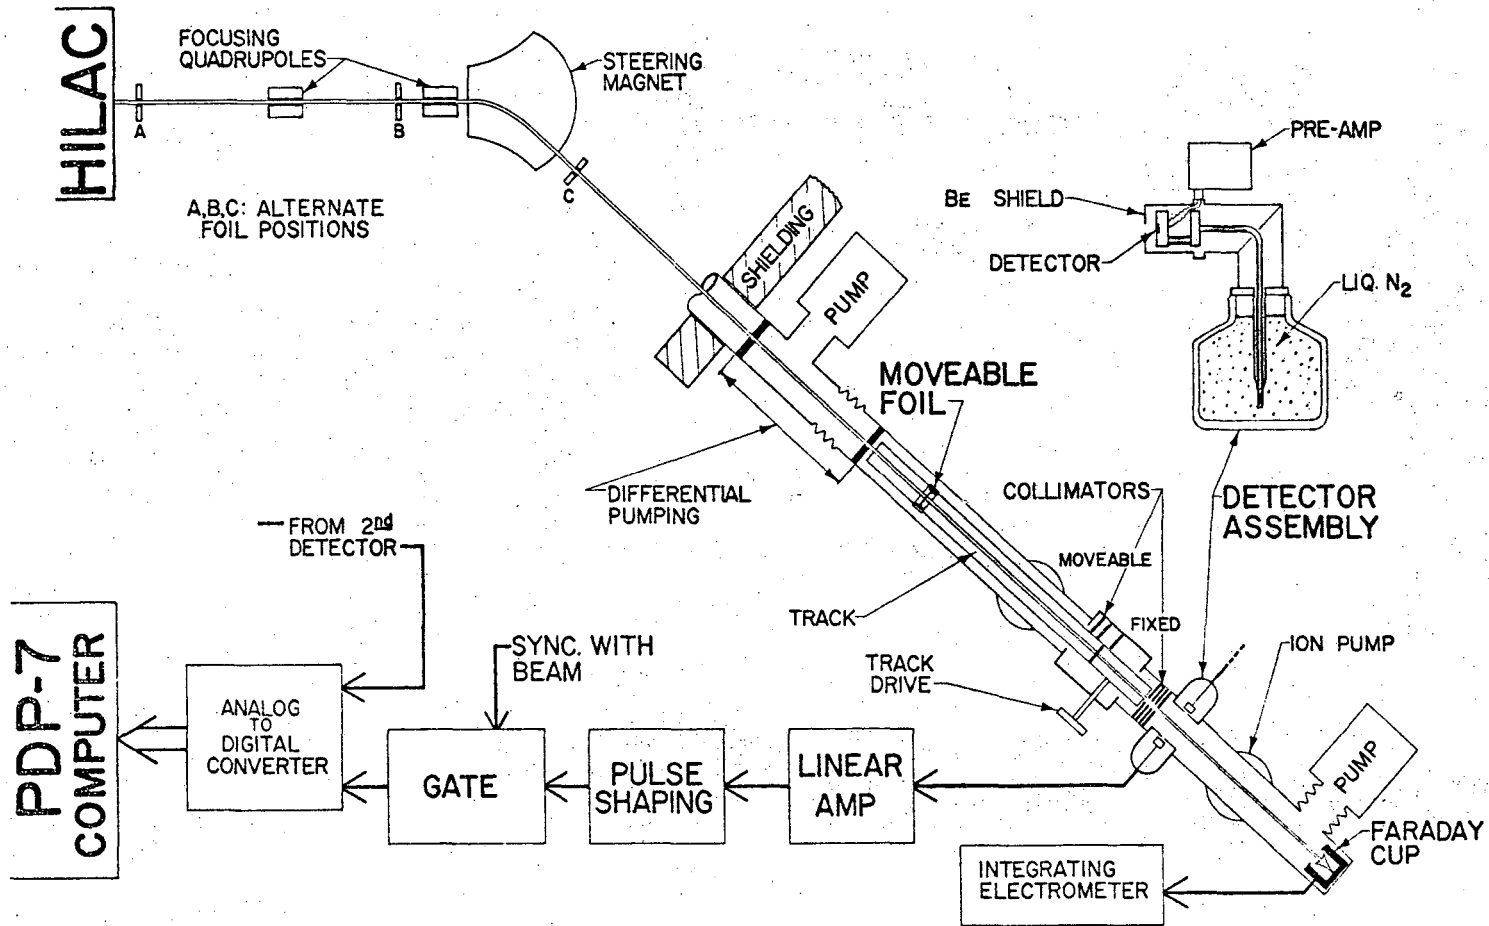 HILAC
FOCUSING
QUADRUPOLES
STEERING
MAGNET
A
B
C
A,B,C: ALTERNATE
FOIL POSITIONS
PRE-AMP
BE SHIELD
DETECTOR
LIQ. N2
SHIELDING
PUMP
MOVEABLE
FOIL
DIFFERENTIAL
PUMPING
COLLIMATORS
DETECTOR
ASSEMBLY
FROM 2nd
DETECTOR
MOVEABLE
TRACK
FIXED
ION PUMP
SYNC. WITH
BEAM
TRACK
DRIVE
PDP-7
COMPUTER
ANALOG
TO
DIGITAL
CONVERTER
GATE
PULSE
SHAPING
LINEAR
AMP
PUMP
FARADAY
CUP
INTEGRATING
ELECTROMETER